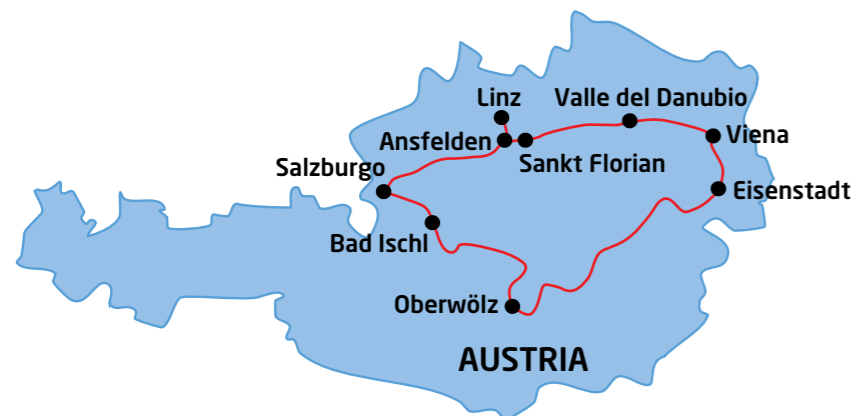 Linz
Valle del Danubio
Ansfelden
Viena
Sankt Florian
Salzburgo
Eisenstadt
Bad Ischl
Oberwölz
AUSTRIA